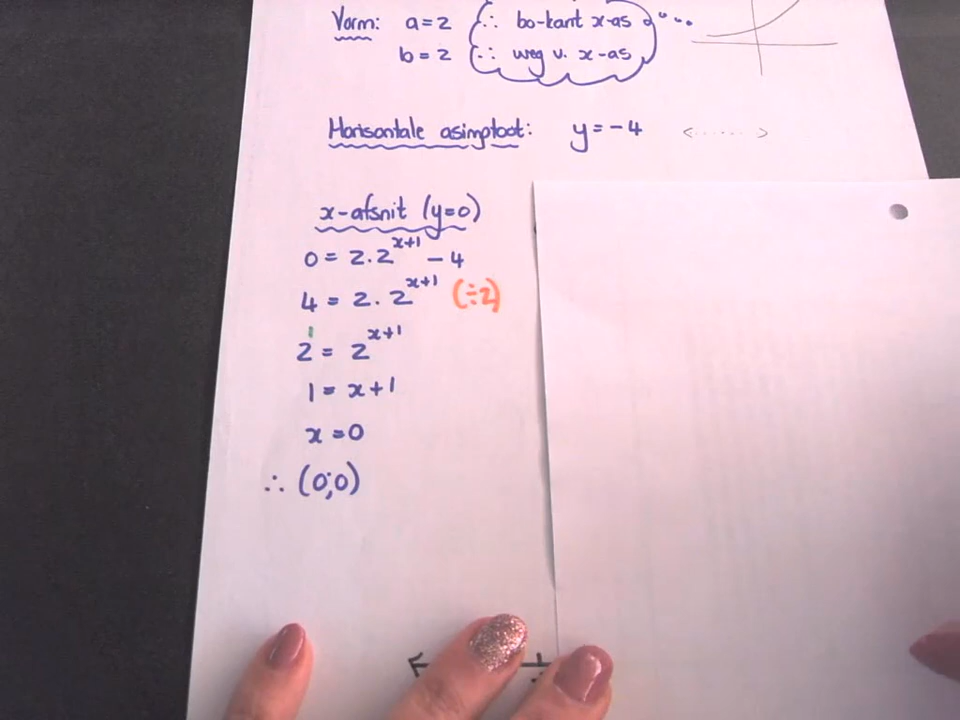 Vorm: a=2 ∴ bo-kant x-as
b=2 ∴ weg v. x-as
Horisontale asimptoot: y=-4
x-afsnit (y=0)
0 = 2.2^{x+1} - 4
4 = 2.2^{x+1} (÷2)
2^1 = 2^{x+1}
1 = x+1
x = 0
∴ (0;0)